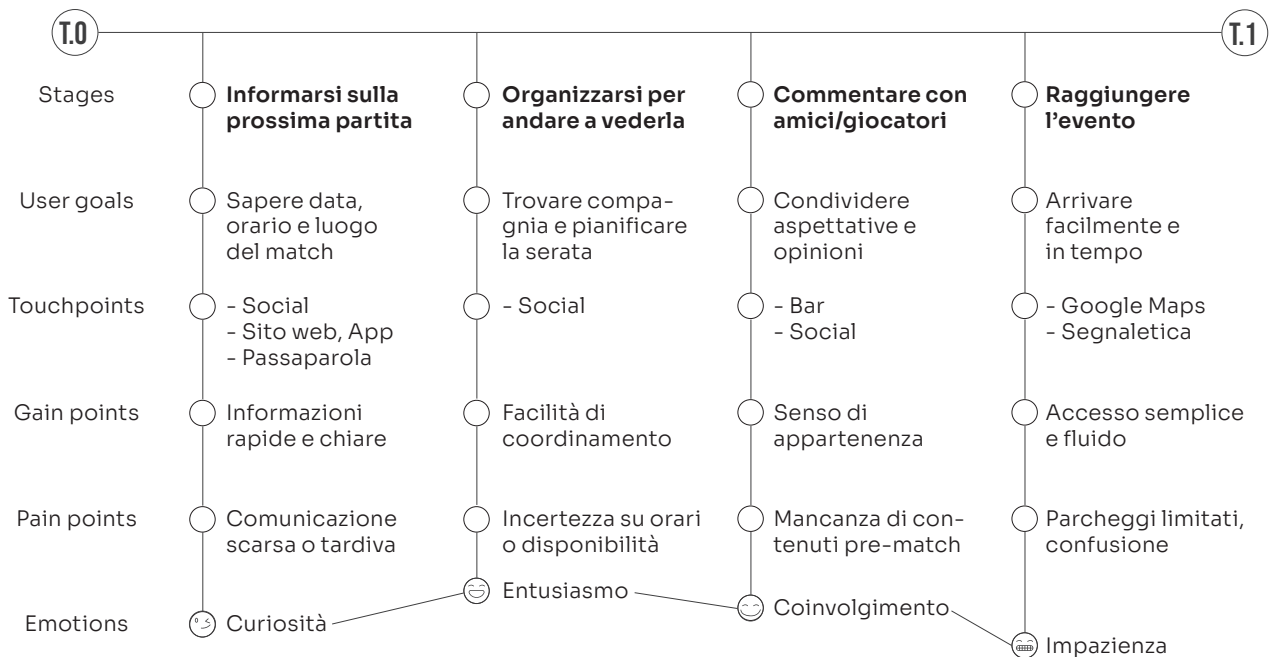 T.0
T.1
Stages
Informarsi sulla
prossima partita
Organizzarsi per
andare a vederla
Commentare con
amici/giocatori
Raggiungere
l’evento
User goals
Sapere data,
orario e luogo
del match
Trovare compa-
gnia e pianificare
la serata
Condividere
aspettative e
opinioni
Arrivare
facilmente e
in tempo
Touchpoints
- Social
- Sito web, App
- Passaparola
- Social
- Bar
- Social
- Google Maps
- Segnaletica
Gain points
Informazioni
rapide e chiare
Facilità di
coordinamento
Senso di
appartenenza
Accesso semplice
e fluido
Pain points
Comunicazione
scarsa o tardiva
Incertezza su orari
o disponibilità
Mancanza di con-
tenuti pre-match
Parcheggi limitati,
confusione
Emotions
Curiosità
Entusiasmo
Coinvolgimento
Impazienza